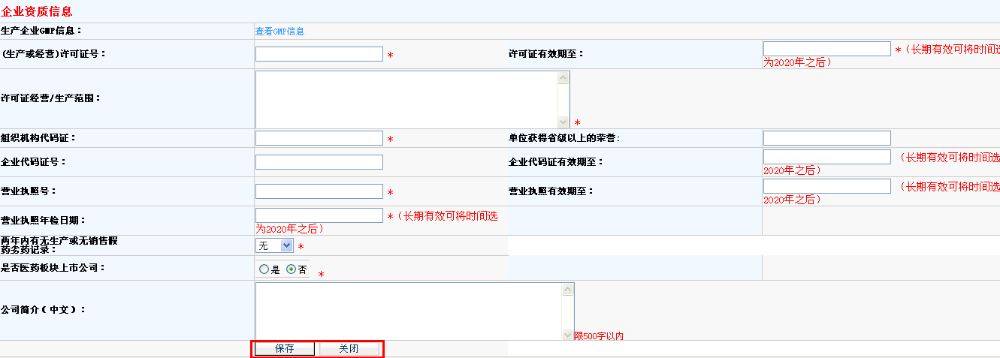 企业资质信息
生产企业GMP信息：
查看GMP信息
(生产或经营)许可证号：
*
许可证有效期至：
*（长期有效可将时间选
为2020年之后）
许可证经营/生产范围：
*
组织机构代码证：
*
单位获得省级以上的荣誉:
企业代码证号：
企业代码证有效期至：
（长期有效可将时间选
2020年之后）
营业执照号：
*
营业执照有效期至：
（长期有效可将时间选
2020年之后）
营业执照年检日期：
*（长期有效可将时间选
为2020年之后）
两年内有无生产或无销售假
药劣药记录：
无
*
是否医药板块上市公司：
是 否
*
公司简介（中文）：
限500字以内
保存 关闭